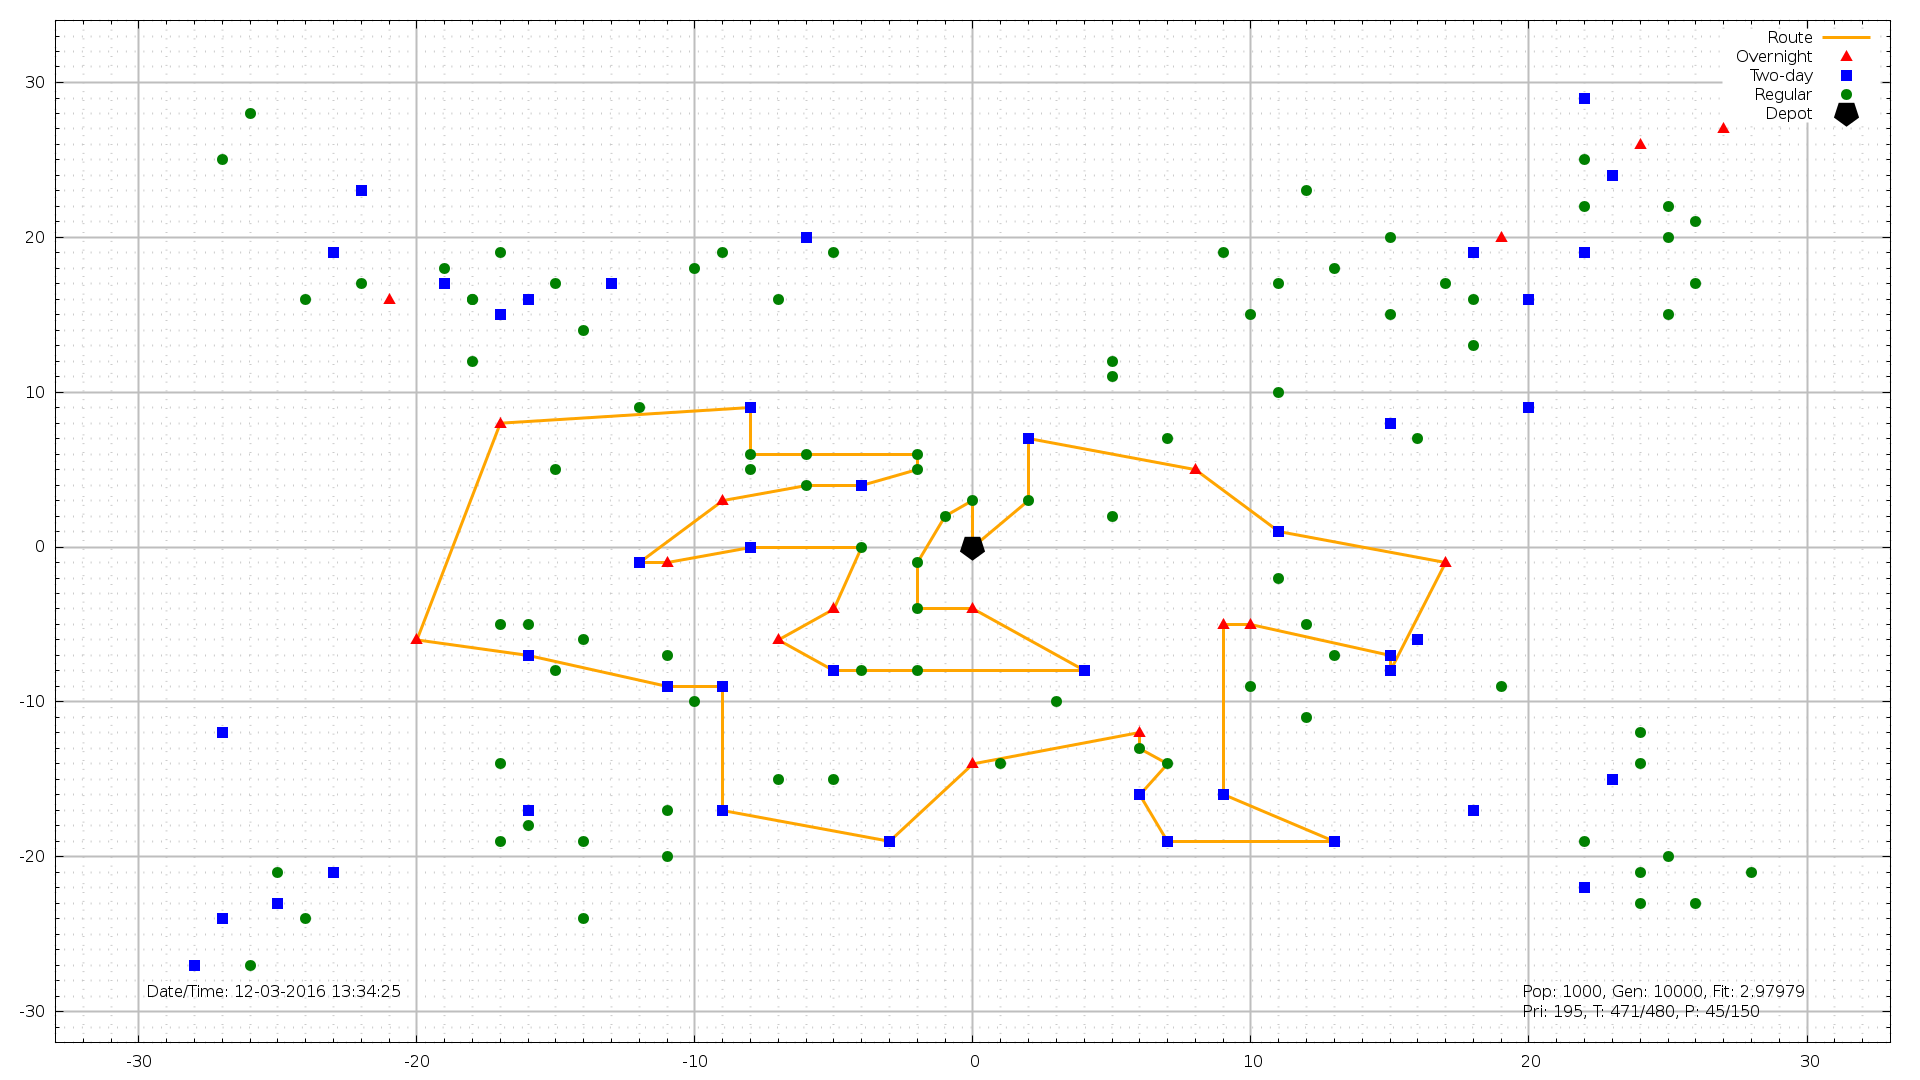 Route
Overnight
Two-day
Regular
Depot
30
20
10
0
-10
-20
-30
Date/Time: 12-03-2016 13:34:25
Pop: 1000, Gen: 10000, Fit: 2.97979
Pri: 195, T: 471/480, P: 45/150
-30 -20 -10 0 10 20 30